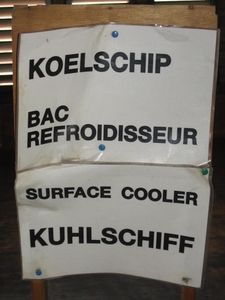 KOELSCHIP
BAC
REFROIDISSEUR
SURFACE COOLER
KUHLSCHIFF